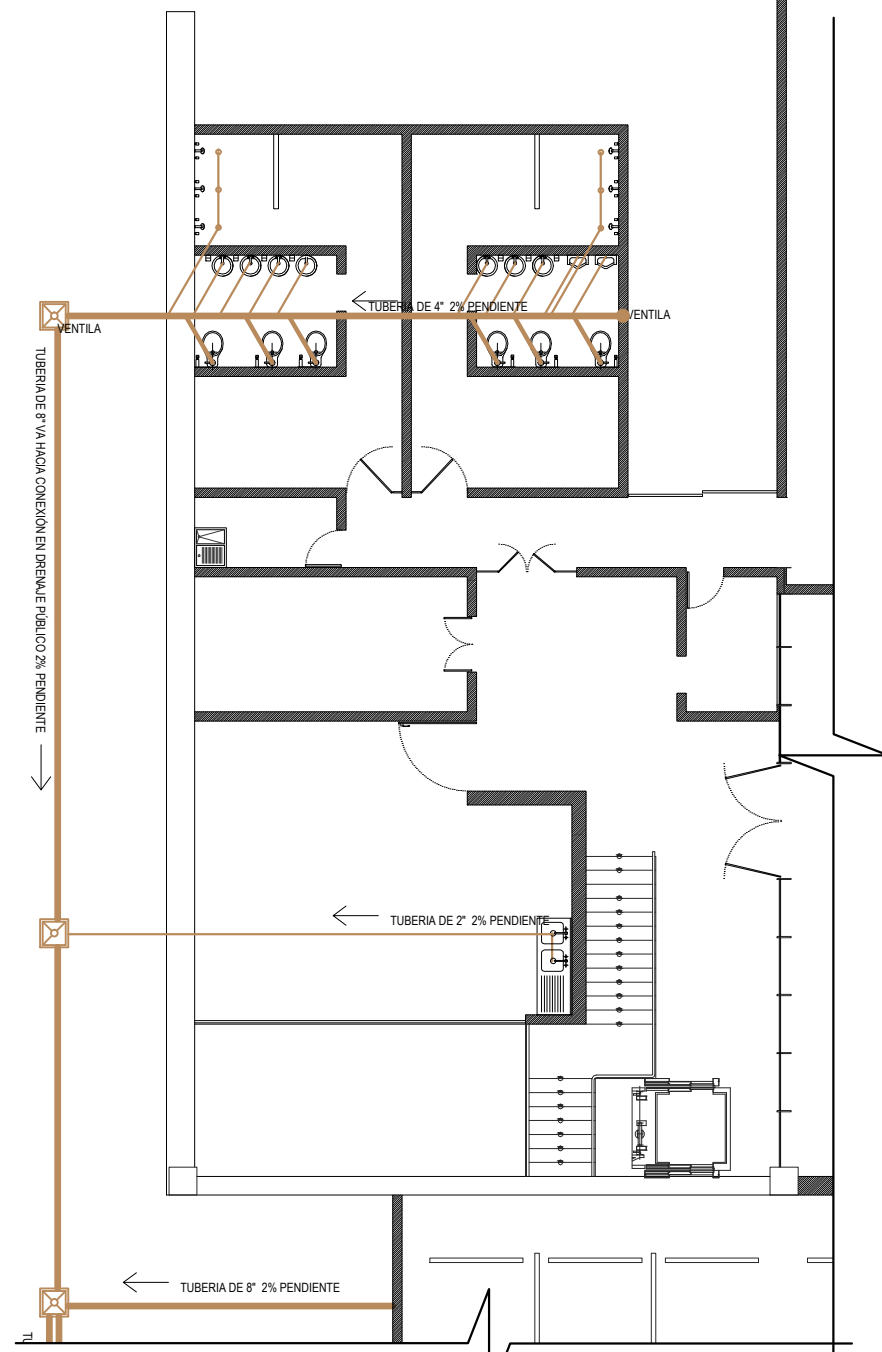 TUBERIA DE 4" 2% PENDIENTE
VENTILA
VENTILA
TUBERIA DE 8" VA HACIA CONEXIÓN EN DRENAJE PÚBLICO 2% PENDIENTE
TUBERIA DE 2" 2% PENDIENTE
TUBERIA DE 8" 2% PENDIENTE
TU